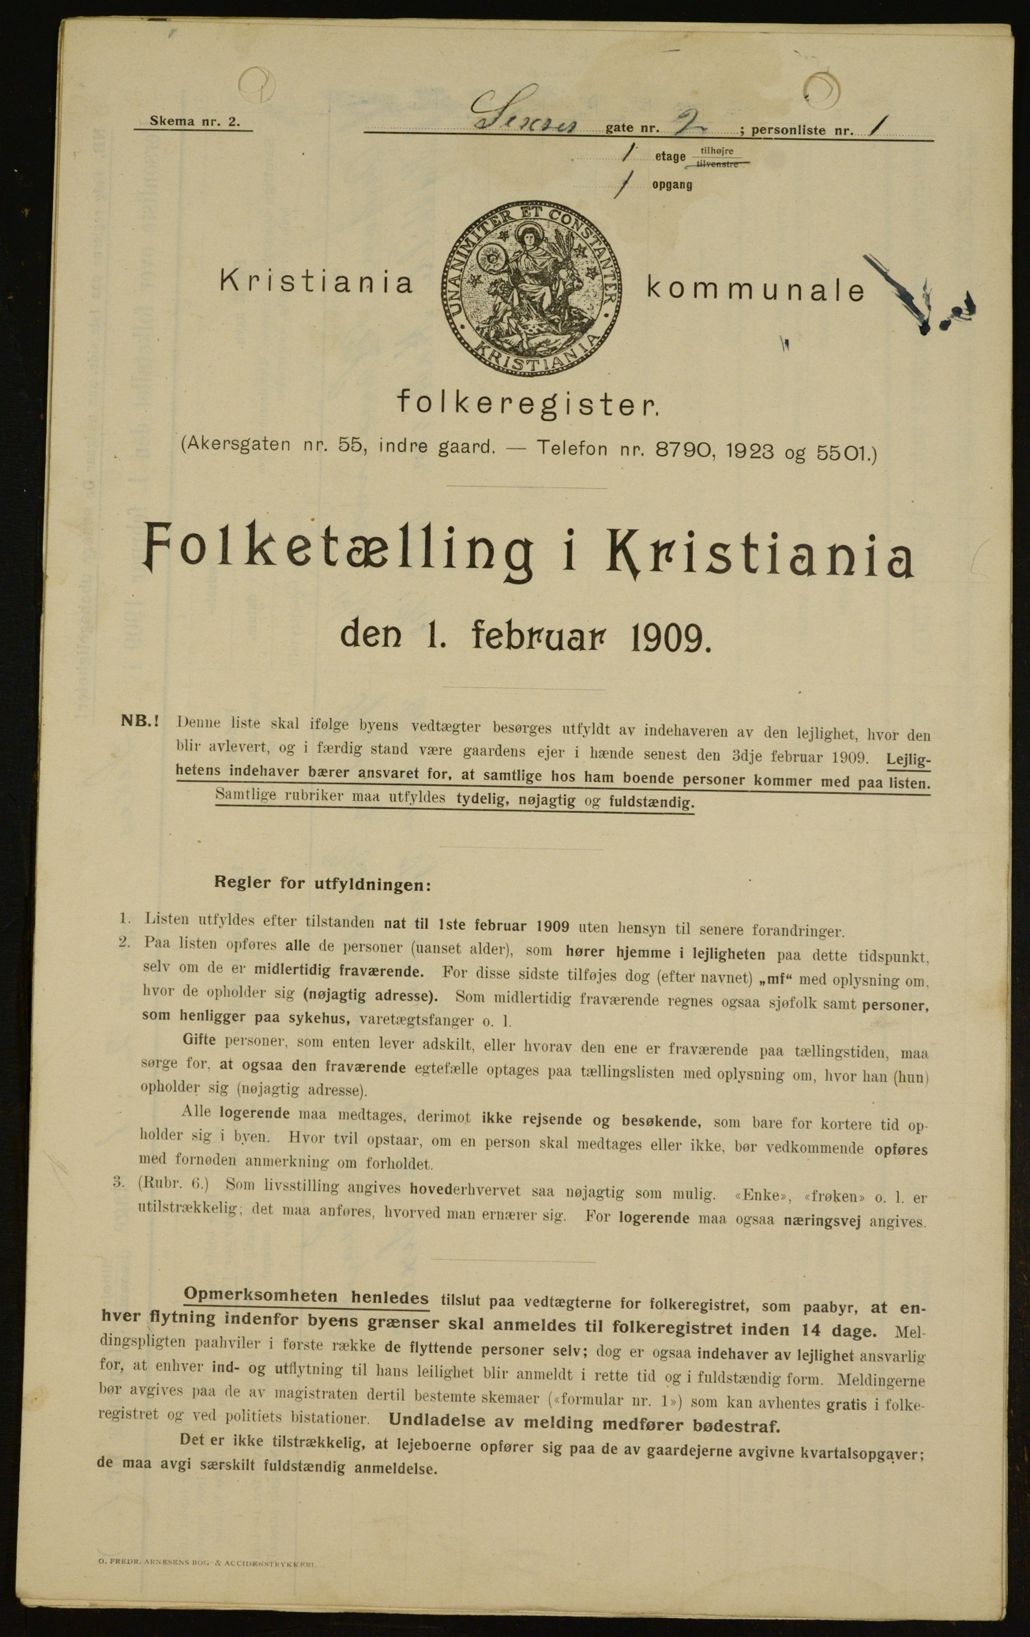 Skema nr. 2.
Sexes gate nr. 2 ; personliste nr. 1
1 etage tilhøjre tilvenstre
1 opgang
UNANIMITER ET CONSTANTER
KRISTIANIA
Kristiania kommunale
folkeregister.
(Akersgaten nr. 55, indre gaard. — Telefon nr. 8790, 1923 og 5501.)
Folketælling i Kristiania
den 1. februar 1909.
NB.! Denne liste skal ifølge byens vedtægter besørges utfyldt av indehaveren av den lejlighet, hvor den
blir avlevert, og i færdig stand være gaardens ejer i hænde senest den 3dje februar 1909. Lejlig-
hetens indehaver bærer ansvaret for, at samtlige hos ham boende personer kommer med paa listen.
Samtlige rubriker maa utfyldes tydelig, nøjagtig og fuldstændig.
Regler for utfyldningen:
1. Listen utfyldes efter tilstanden nat til 1ste februar 1909 uten hensyn til senere forandringer.
2. Paa listen opføres alle de personer (uanset alder), som hører hjemme i lejligheten paa dette tidspunkt,
selv om de er midlertidig fraværende. For disse sidste tilføjes dog (efter navnet) „mf“ med oplysning om,
hvor de opholder sig (nøjagtig adresse). Som midlertidig fraværende regnes ogsaa sjøfolk samt personer,
som henligger paa sykehus, varetægtsfanger o. l.
Gifte personer, som enten lever adskilt, eller hvorav den ene er fraværende paa tællingstiden, maa
sørge for, at ogsaa den fraværende egtefælle optages paa tællingslisten med oplysning om, hvor han (hun)
opholder sig (nøjagtig adresse).
Alle logerende maa medtages, derimot ikke rejsende og besøkende, som bare for kortere tid op-
holder sig i byen. Hvor tvil opstaar, om en person skal medtages eller ikke, bør vedkommende opføres
med fornøden anmerkning om forholdet.
3. (Rubr. 6.) Som livsstilling angives hovederhvervet saa nøjagtig som mulig. «Enke», «frøken» o. l. er
utilstrækkelig; det maa anføres, hvorved man ernærer sig. For logerende maa ogsaa næringsvej angives.
Opmerksomheten henledes tilslut paa vedtægterne for folkeregistret, som paabyr, at en-
hver flytning indenfor byens grænser skal anmeldes til folkeregistret inden 14 dage. Mel-
dingspligten paahviler i første række de flyttende personer selv; dog er ogsaa indehaver av lejlighet ansvarlig
for, at enhver ind- og utflytning til hans leilighet blir anmeldt i rette tid og i fuldstændig form. Meldingerne
bør avgives paa de av magistraten dertil bestemte skemaer («formular nr. 1») som kan avhentes gratis i folke-
registret og ved politiets bistationer. Undladelse av melding medfører bødestraf.
Det er ikke tilstrækkelig, at lejeboerne opfører sig paa de av gaardejerne avgivne kvartalsopgaver;
de maa avgi særskilt fuldstændig anmeldelse.
O. FREDR. ARNESENS BOG- & ACCIDENSTRYKKERI.